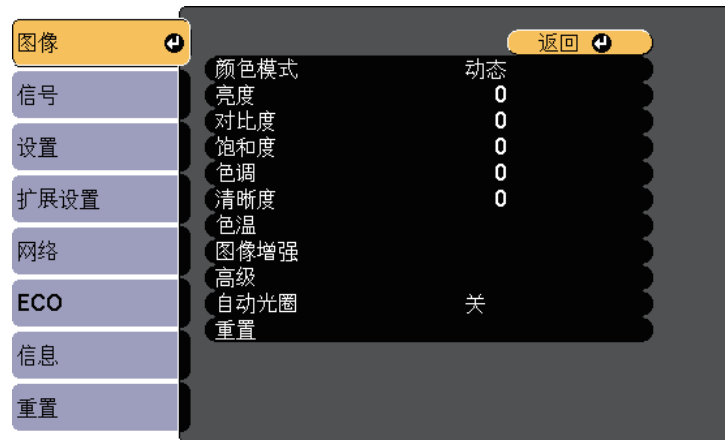 图像
信号
设置
扩展设置
网络
ECO
信息
重置
返回
颜色模式 动态
亮度 0
对比度 0
饱和度 0
色调 0
清晰度 0
色温
图像增强
高级
自动光圈 关
重置